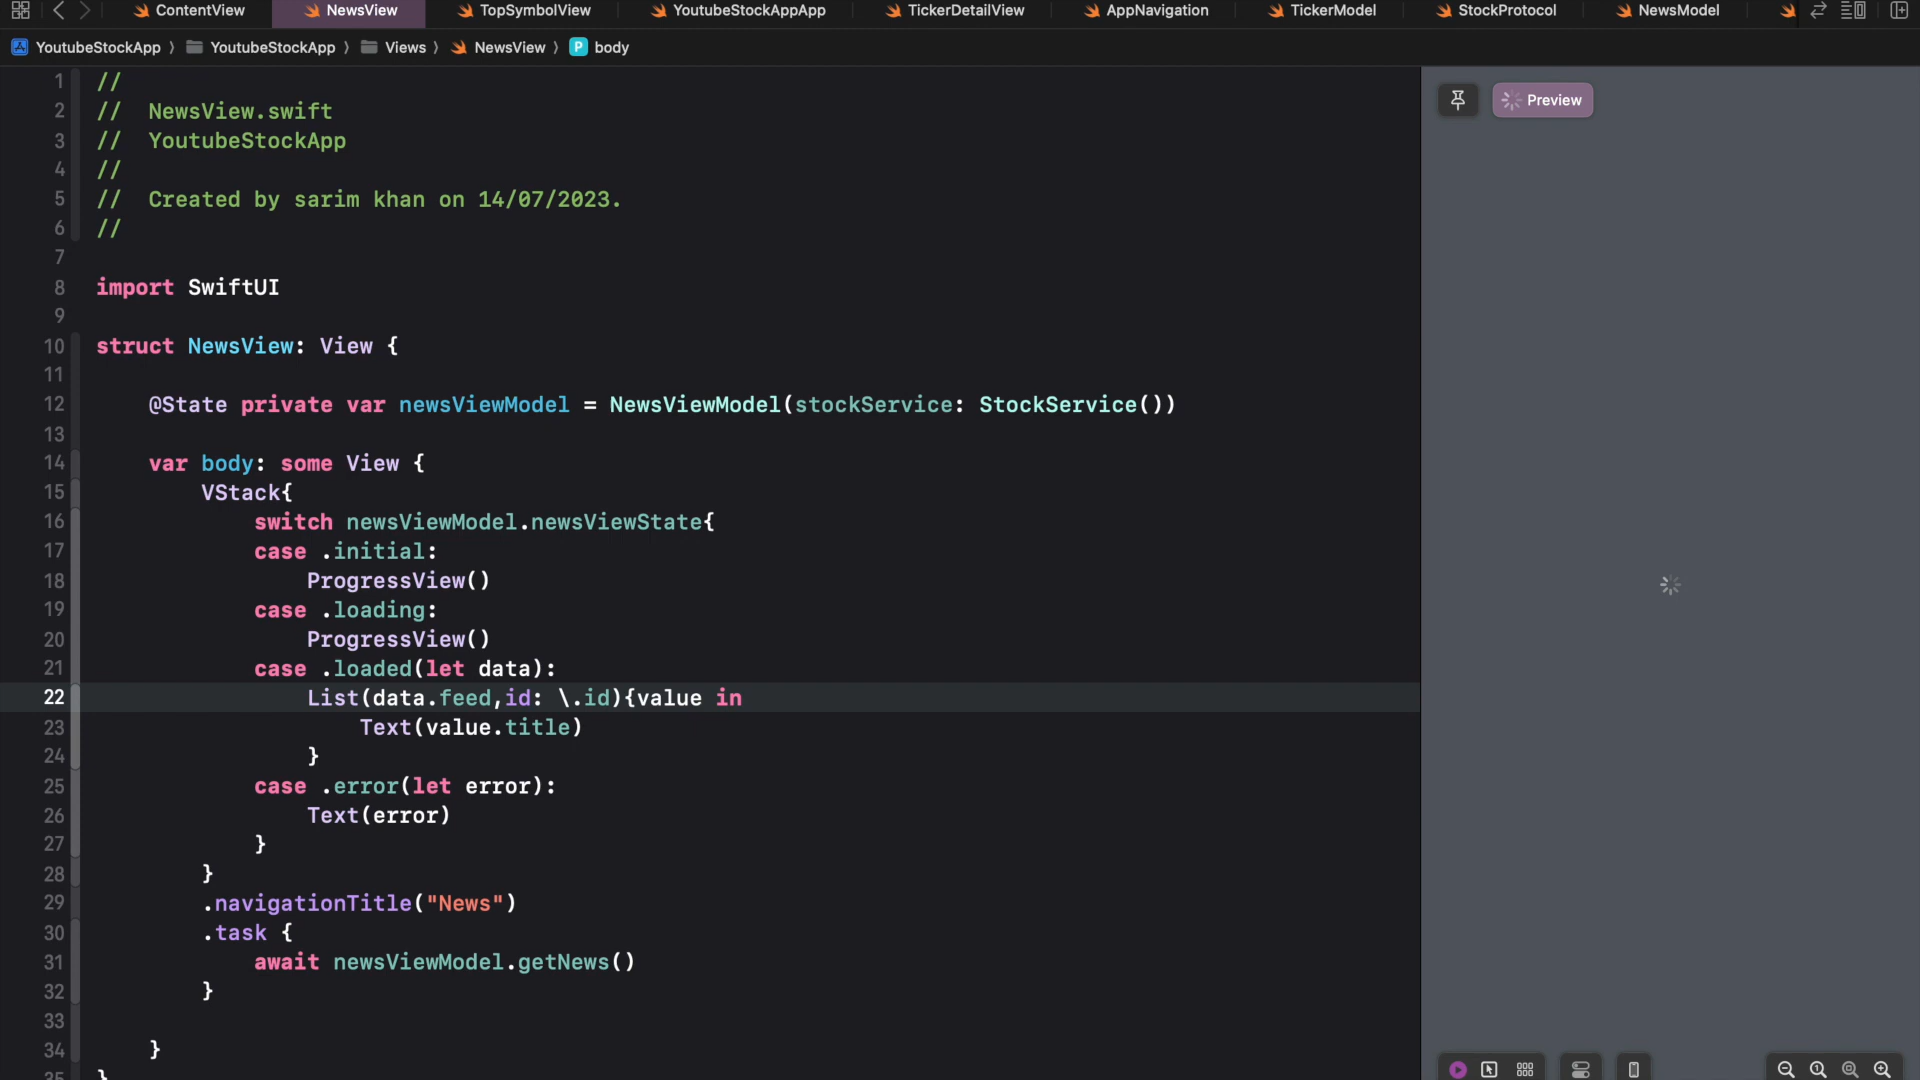 ContentView NewsView TopSymbolView YoutubeStockAppApp TickerDetailView AppNavigation TickerModel StockProtocol NewsModel
YoutubeStockApp YoutubeStockApp Views NewsView P body
Preview
1 //
2 //  NewsView.swift
3 //  YoutubeStockApp
4 //
5 //  Created by sarim khan on 14/07/2023.
6 //
7
8 import SwiftUI
9
10 struct NewsView: View {
11
12     @State private var newsViewModel = NewsViewModel(stockService: StockService())
13
14     var body: some View {
15         VStack{
16             switch newsViewModel.newsViewState{
17             case .initial:
18                 ProgressView()
19             case .loading:
20                 ProgressView()
21             case .loaded(let data):
22                 List(data.feed,id: \.id){value in
23                     Text(value.title)
24                 }
25             case .error(let error):
26                 Text(error)
27             }
28         }
29         .navigationTitle("News")
30         .task {
31             await newsViewModel.getNews()
32         }
33
34     }
35 }